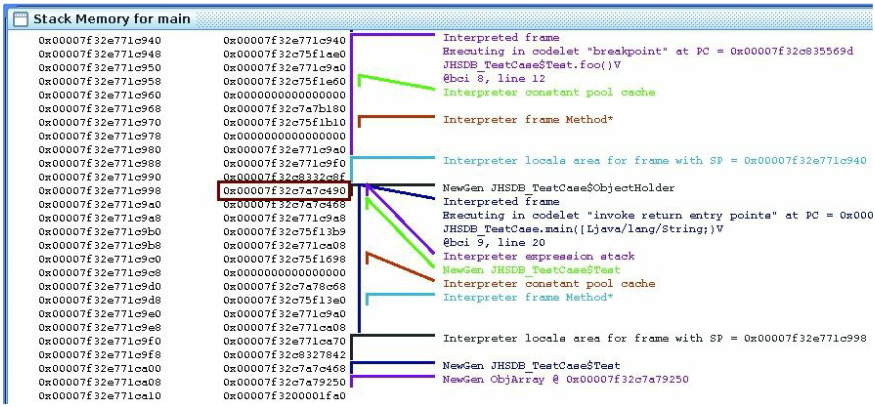 Stack Memory for main
0x00007f32e771c940 0x00007f32e771c940 Interpreted frame
0x00007f32e771c948 0x00007f32c75f1ae0 Executing in codelet "breakpoint" at PC = 0x00007f32c835569d
0x00007f32e771c950 0x00007f32e771c9a0 JHSDB_TestCase$Test.foo()V
0x00007f32e771c958 0x00007f32c75f1e60 @bci 8, line 12
0x00007f32e771c960 0x0000000000000000 Interpreter constant pool cache
0x00007f32e771c968 0x00007f32c7a7b180
0x00007f32e771c970 0x00007f32c75f1b10 Interpreter frame Method*
0x00007f32e771c978 0x0000000000000000
0x00007f32e771c980 0x00007f32e771c9a0
0x00007f32e771c988 0x00007f32e771c9f0 Interpreter locals area for frame with SP = 0x00007f32e771c940
0x00007f32e771c990 0x00007f32c8332c8f
0x00007f32e771c998 0x00007f32c7a7c490 NewGen JHSDB_TestCase$ObjectHolder
0x00007f32e771c9a0 0x00007f32c7a7c468 Interpreted frame
0x00007f32e771c9a8 0x00007f32e771c9a8 Executing in codelet "invoke return entry points" at PC = 0x000
0x00007f32e771c9b0 0x00007f32c75f13b9 JHSDB_TestCase.main([Ljava/lang/String;)V
0x00007f32e771c9b8 0x00007f32e771ca08 @bci 9, line 20
0x00007f32e771c9c0 0x00007f32c75f1698 Interpreter expression stack
0x00007f32e771c9c8 0x0000000000000000 NewGen JHSDB_TestCase$Test
0x00007f32e771c9d0 0x00007f32c7a78c68 Interpreter constant pool cache
0x00007f32e771c9d8 0x00007f32c75f13e0 Interpreter frame Method*
0x00007f32e771c9e0 0x00007f32e771c9a0
0x00007f32e771c9e8 0x00007f32e771ca08
0x00007f32e771c9f0 0x00007f32e771ca70 Interpreter locals area for frame with SP = 0x00007f32e771c998
0x00007f32e771c9f8 0x00007f32c8327842
0x00007f32e771ca00 0x00007f32c7a7c468 NewGen JHSDB_TestCase$Test
0x00007f32e771ca08 0x00007f32c7a79250 NewGen ObjArray @ 0x00007f32c7a79250
0x00007f32e771ca10 0x00007f3200001fa0